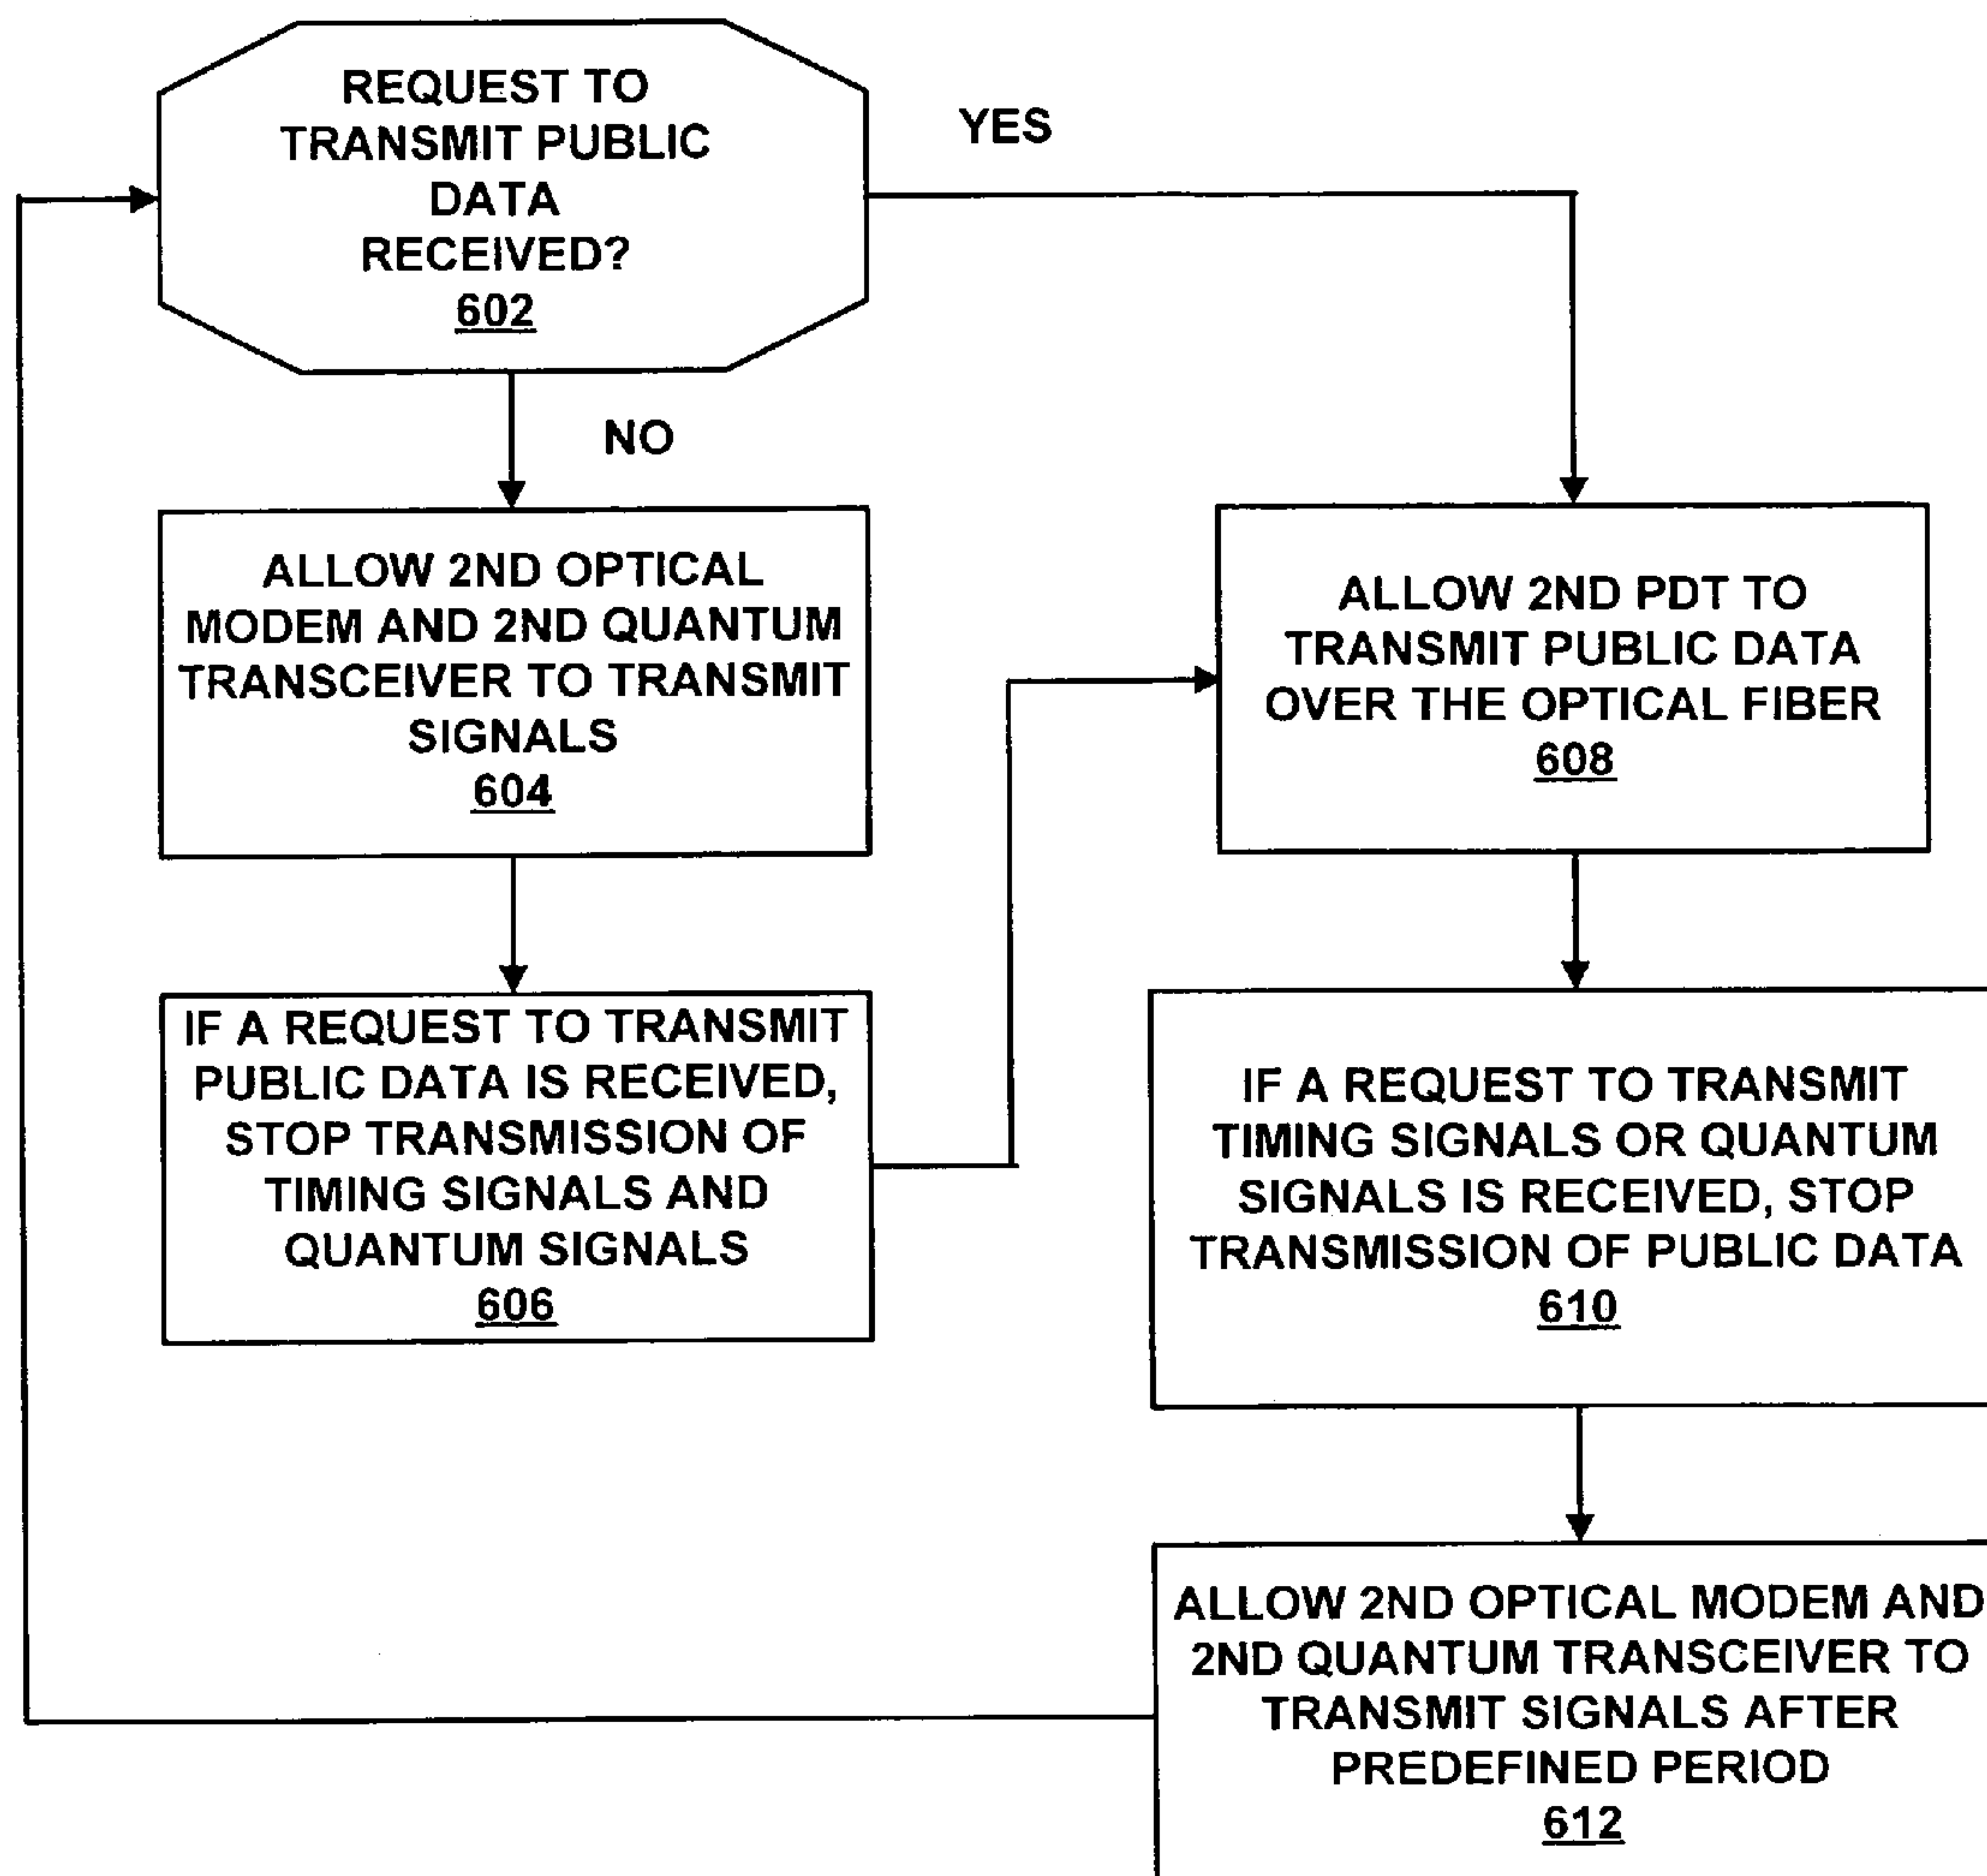 REQUEST TO
TRANSMIT PUBLIC
DATA
RECEIVED?
602
YES
NO
ALLOW 2ND OPTICAL
MODEM AND 2ND QUANTUM
TRANSCEIVER TO TRANSMIT
SIGNALS
604
ALLOW 2ND PDT TO
TRANSMIT PUBLIC DATA
OVER THE OPTICAL FIBER
608
IF A REQUEST TO TRANSMIT
PUBLIC DATA IS RECEIVED,
STOP TRANSMISSION OF
TIMING SIGNALS AND
QUANTUM SIGNALS
606
IF A REQUEST TO TRANSMIT
TIMING SIGNALS OR QUANTUM
SIGNALS IS RECEIVED, STOP
TRANSMISSION OF PUBLIC DATA
610
ALLOW 2ND OPTICAL MODEM AND
2ND QUANTUM TRANSCEIVER TO
TRANSMIT SIGNALS AFTER
PREDEFINED PERIOD
612